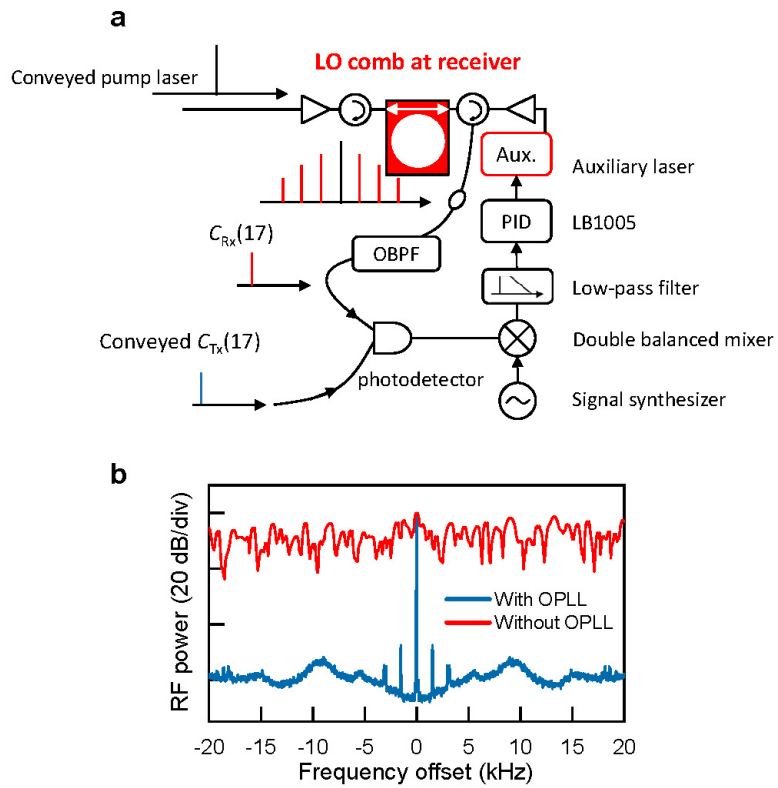 a
LO comb at receiver
Conveyed pump laser
Aux.
Auxiliary laser
PID
LB1005
C_Rx(17)
OBPF
Low-pass filter
Conveyed C_Tx(17)
Double balanced mixer
photodetector
Signal synthesizer
b
RF power (20 dB/div)
With OPLL
Without OPLL
-20 -15 -10 -5 0 5 10 15 20
Frequency offset (kHz)